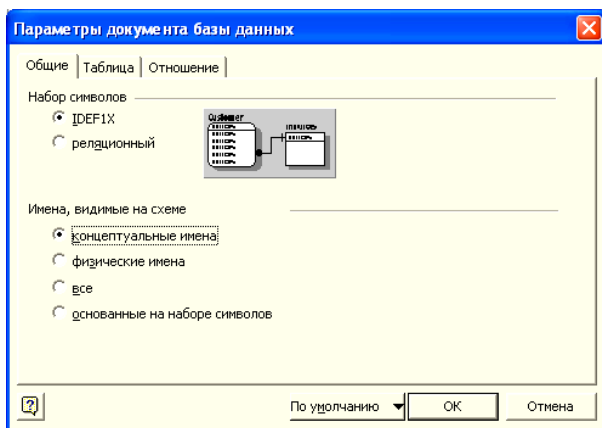 Параметры документа базы данных
Общие Таблица Отношение
Набор символов
IDEF1X
реляционный
Customer
Имена, видимые на схеме
концептуальные имена
физические имена
все
основанные на наборе символов
По умолчанию ОК Отмена